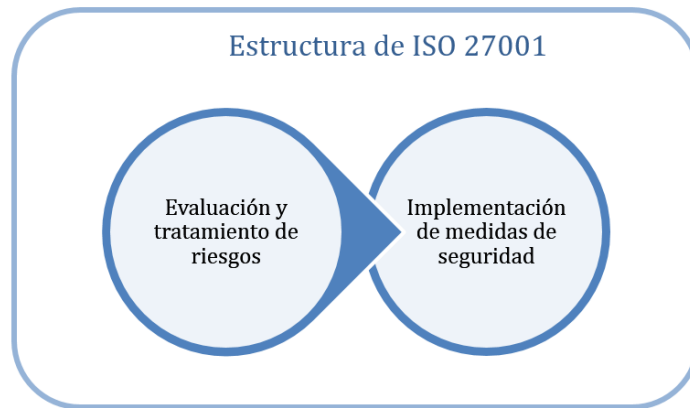 Estructura de ISO 27001
Evaluación y
tratamiento de
riesgos
Implementación
de medidas de
seguridad